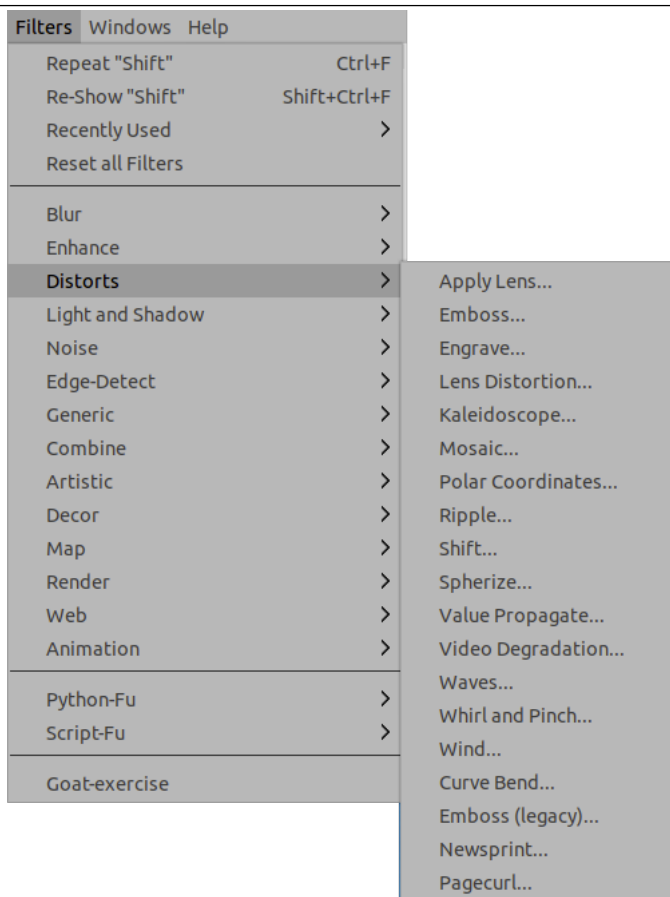 Filters Windows Help
Repeat "Shift" Ctrl+F
Re-Show "Shift" Shift+Ctrl+F
Recently Used
Reset all Filters
Blur
Enhance
Distorts
Light and Shadow
Noise
Edge-Detect
Generic
Combine
Artistic
Decor
Map
Render
Web
Animation
Python-Fu
Script-Fu
Goat-exercise
Apply Lens...
Emboss...
Engrave...
Lens Distortion...
Kaleidoscope...
Mosaic...
Polar Coordinates...
Ripple...
Shift...
Spherize...
Value Propagate...
Video Degradation...
Waves...
Whirl and Pinch...
Wind...
Curve Bend...
Emboss (legacy)...
Newsprint...
Pagecurl...